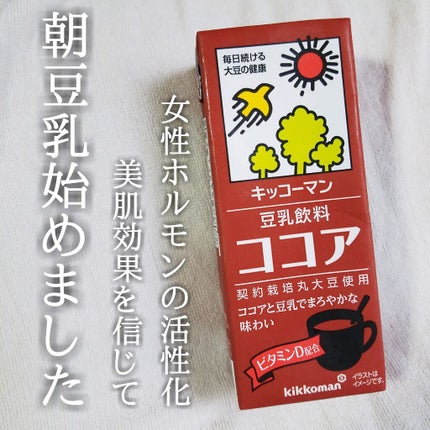 朝豆乳始めました
女性ホルモンの活性化
美肌効果を信じて
毎日続ける
大豆の健康
キッコーマン
豆乳飲料
ココア
契約栽培丸大豆使用
ココアと豆乳でまろやかな
味わい
ビタミンD配合
イラストは
イメージです。
kikkoman